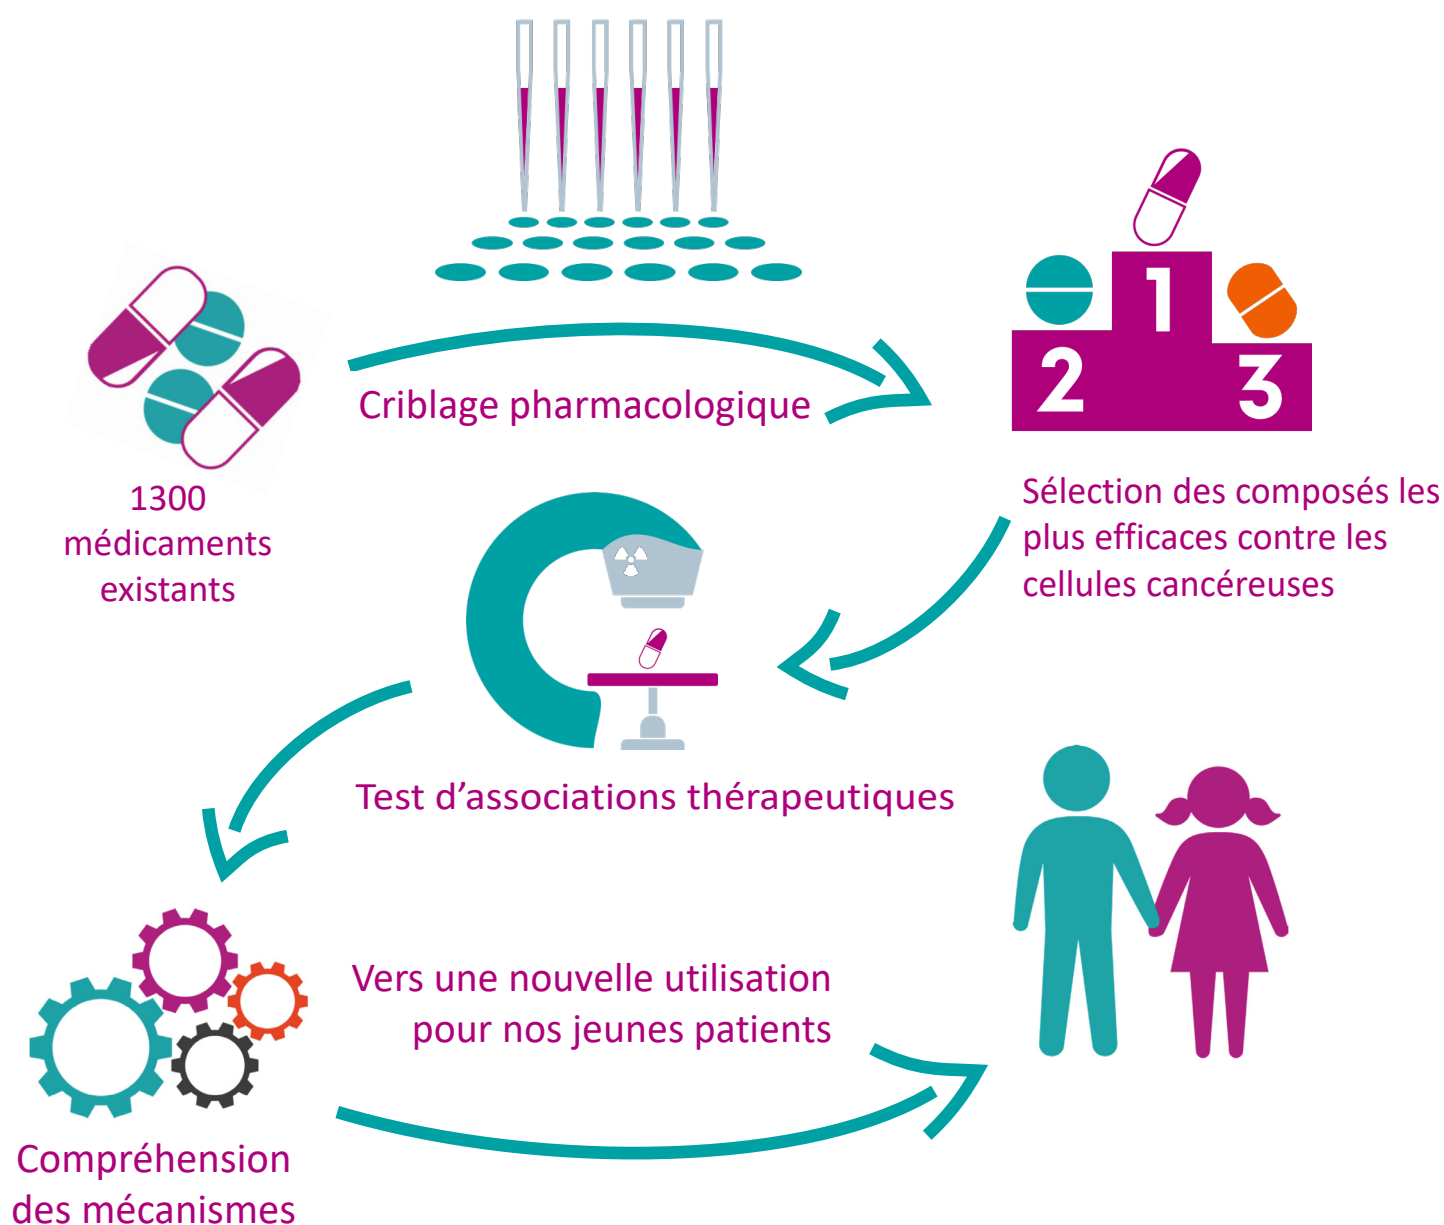 1300
médicaments
existants
Criblage pharmacologique
1
2
3
Sélection des composés les
plus efficaces contre les
cellules cancéreuses
Test d’associations thérapeutiques
Compréhension
des mécanismes
Vers une nouvelle utilisation
pour nos jeunes patients